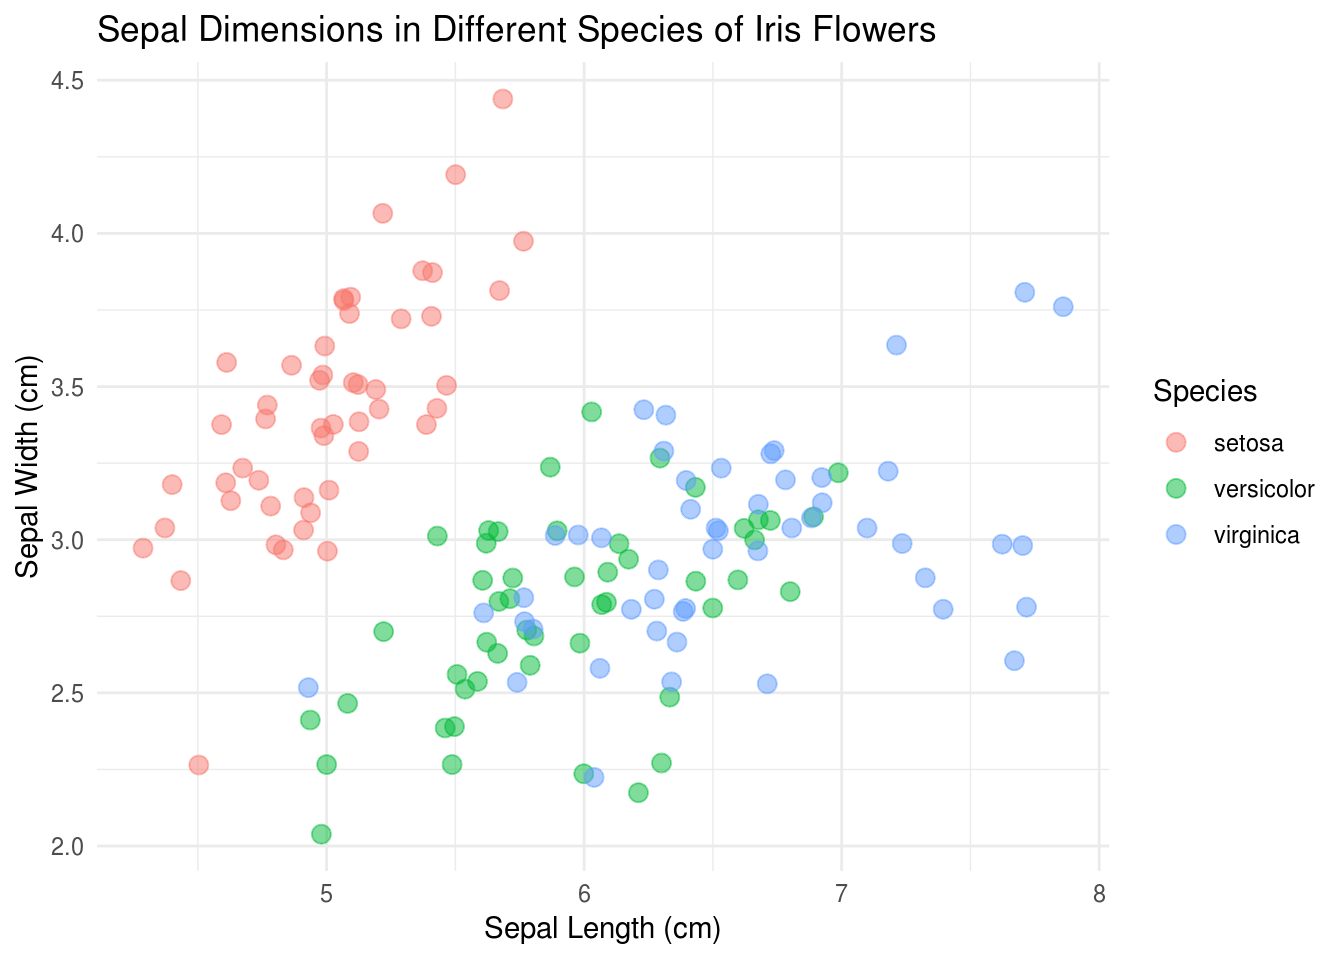 Sepal Dimensions in Different Species of Iris Flowers
4.5
4.0
3.5
3.0
2.5
2.0
Sepal Width (cm)
5
6
7
8
Sepal Length (cm)
Species
setosa
versicolor
virginica